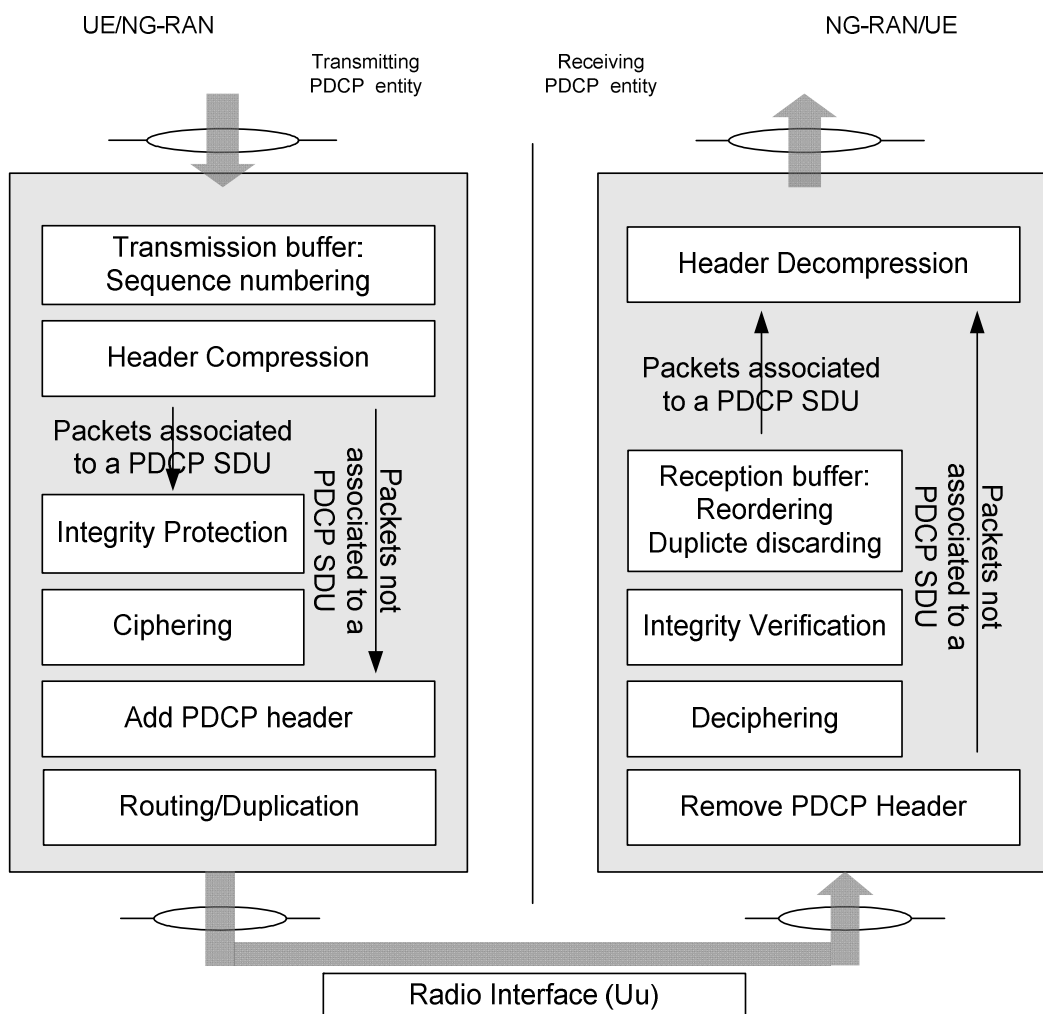 UE/NG-RAN
NG-RAN/UE
Transmitting
PDCP entity
Receiving
PDCP entity
Transmission buffer:
Sequence numbering
Header Compression
Packets associated
to a PDCP SDU
Packets not
associated to a
PDCP SDU
Integrity Protection
Ciphering
Add PDCP header
Routing/Duplication
Header Decompression
Packets associated
to a PDCP SDU
Reception buffer:
Reordering
Duplicte discarding
Packets not
associated to a
PDCP SDU
Integrity Verification
Deciphering
Remove PDCP Header
Radio Interface (Uu)